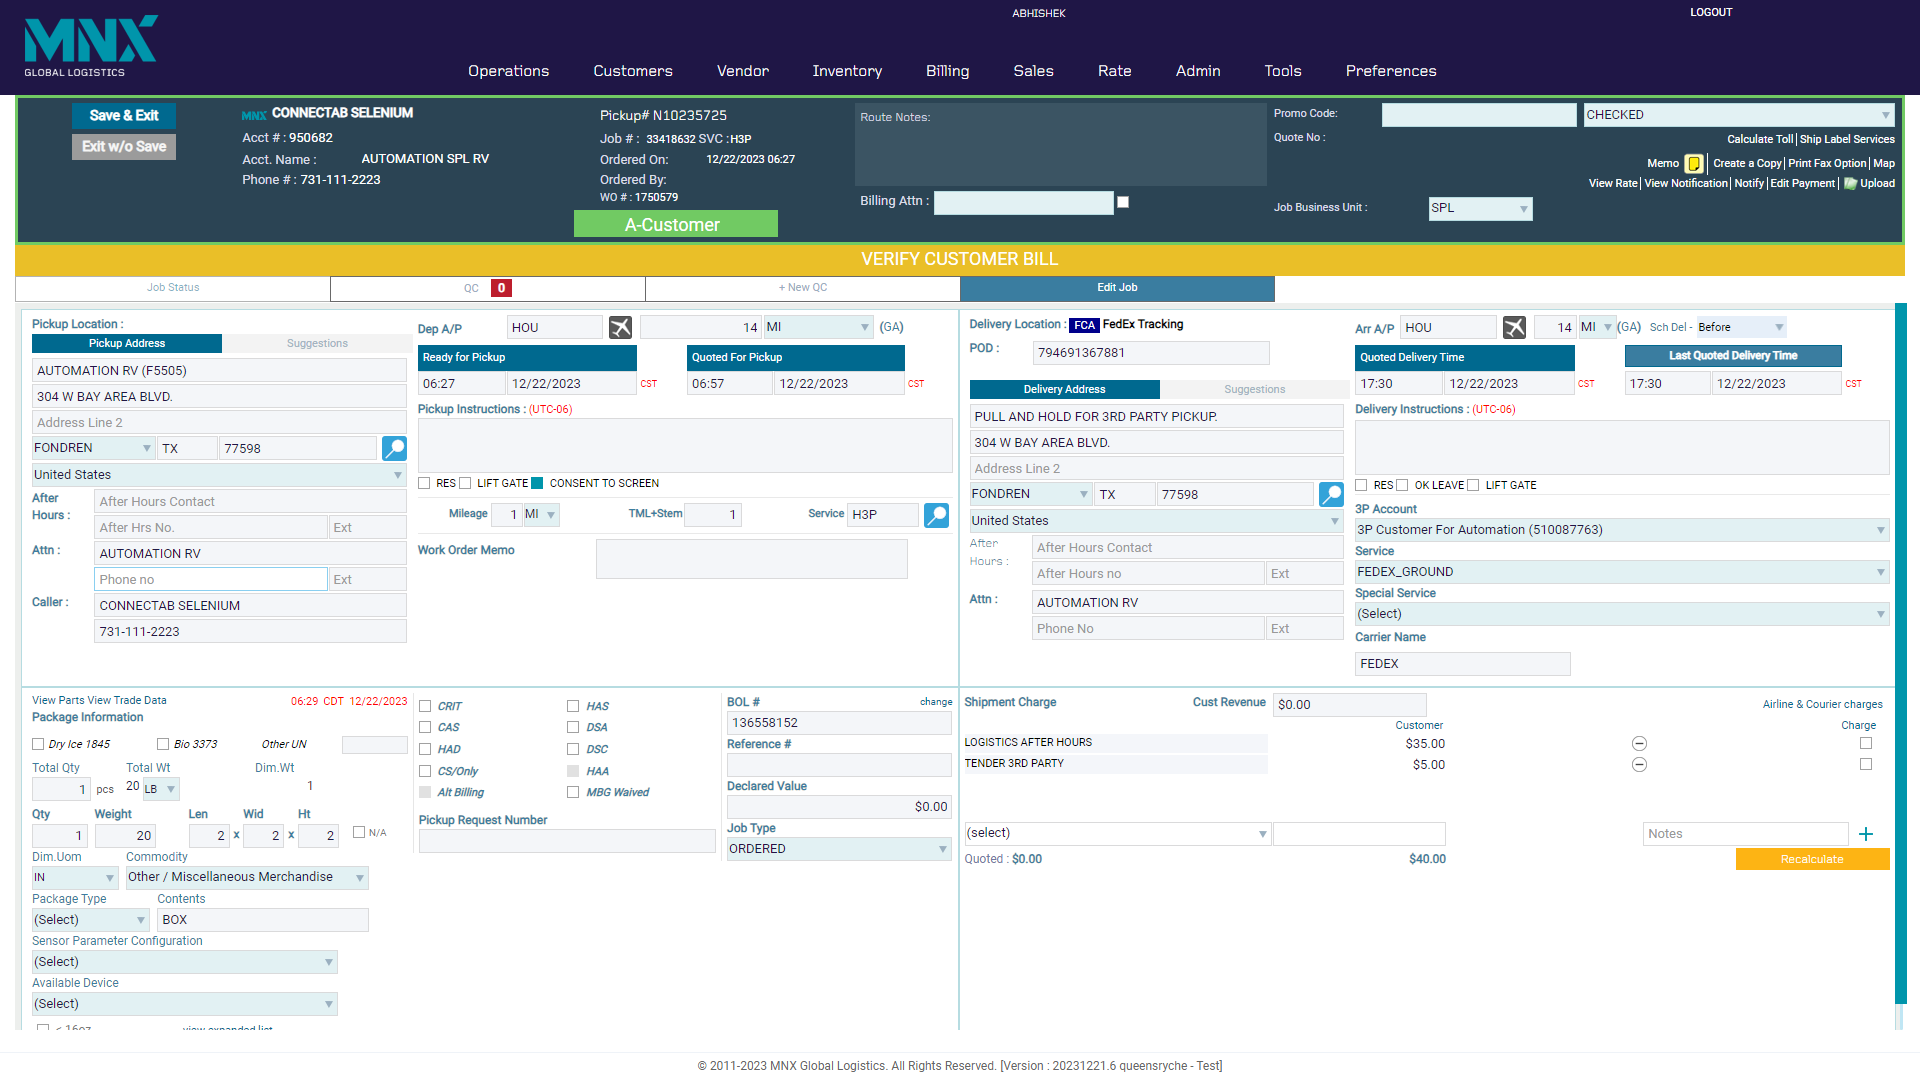 MNX
GLOBAL LOGISTICS
ABHISHEK
LOGOUT
Operations Customers Vendor Inventory Billing Sales Rate Admin Tools Preferences
Save & Exit
Exit w/o Save
MNX CONNECTAB SELENIUM
Acct # : 950682
Acct. Name : AUTOMATION SPL RV
Phone # : 731-111-2223
Pickup# N10235725
Job # : 33418632 SVC :H3P
Ordered On: 12/22/2023 06:27
Ordered By:
WO # : 1750579
A-Customer
Route Notes:
Billing Attn :
Promo Code:
CHECKED
Quote No :
Calculate Toll| Ship Label Services
Memo | Create a Copy| Print Fax Option| Map
View Rate| View Notification| Notify| Edit Payment| Upload
Job Business Unit : SPL
VERIFY CUSTOMER BILL
Job Status
QC 0
+ New QC
Edit Job
Pickup Location :
Pickup Address Suggestions
AUTOMATION RV (F5505)
304 W BAY AREA BLVD.
Address Line 2
FONDREN TX 77598
United States
After Hours :
After Hours Contact
After Hrs No. Ext
Attn : AUTOMATION RV
Phone no Ext
Caller : CONNECTAB SELENIUM
731-111-2223
Dep A/P HOU 14 MI (GA)
Ready for Pickup Quoted For Pickup
06:27 12/22/2023 CST 06:57 12/22/2023 CST
Pickup Instructions : (UTC-06)
RES LIFT GATE CONSENT TO SCREEN
Mileage 1 MI TML+Stem 1 Service H3P
Work Order Memo
Delivery Location : FCA FedEx Tracking
POD : 794691367881
Delivery Address Suggestions
PULL AND HOLD FOR 3RD PARTY PICKUP.
304 W BAY AREA BLVD.
Address Line 2
FONDREN TX 77598
United States
After Hours :
After Hours Contact
After Hours no Ext
Attn : AUTOMATION RV
Phone No Ext
Arr A/P HOU 14 MI (GA) Sch Del - Before
Quoted Delivery Time Last Quoted Delivery Time
17:30 12/22/2023 CST 17:30 12/22/2023 CST
Delivery Instructions : (UTC-06)
RES OK LEAVE LIFT GATE
3P Account
3P Customer For Automation (510087763)
Service
FEDEX_GROUND
Special Service
(Select)
Carrier Name
FEDEX
View Parts View Trade Data 06:29 CDT 12/22/2023
Package Information
Dry Ice 1845 Bio 3373 Other UN
Total Qty Total Wt Dim.Wt
1 pcs 20 LB 1
Qty Weight Len Wid Ht
1 20 2 x 2 x 2 N/A
Dim.Uom Commodity
IN Other / Miscellaneous Merchandise
Package Type Contents
(Select) BOX
Sensor Parameter Configuration
(Select)
Available Device
(Select)
< 16oz view expanded list
CRIT HAS
CAS DSA
HAD DSC
CS/Only HAA
Alt Billing MBG Waived
Pickup Request Number
BOL # change
136558152
Reference #
Declared Value
$0.00
Job Type
ORDERED
Shipment Charge Cust Revenue $0.00 Airline & Courier charges
Customer Charge
LOGISTICS AFTER HOURS $35.00
TENDER 3RD PARTY $5.00
(select) Notes +
Quoted : $0.00 $40.00 Recalculate
© 2011-2023 MNX Global Logistics. All Rights Reserved. [Version : 20231221.6 queensryche - Test]